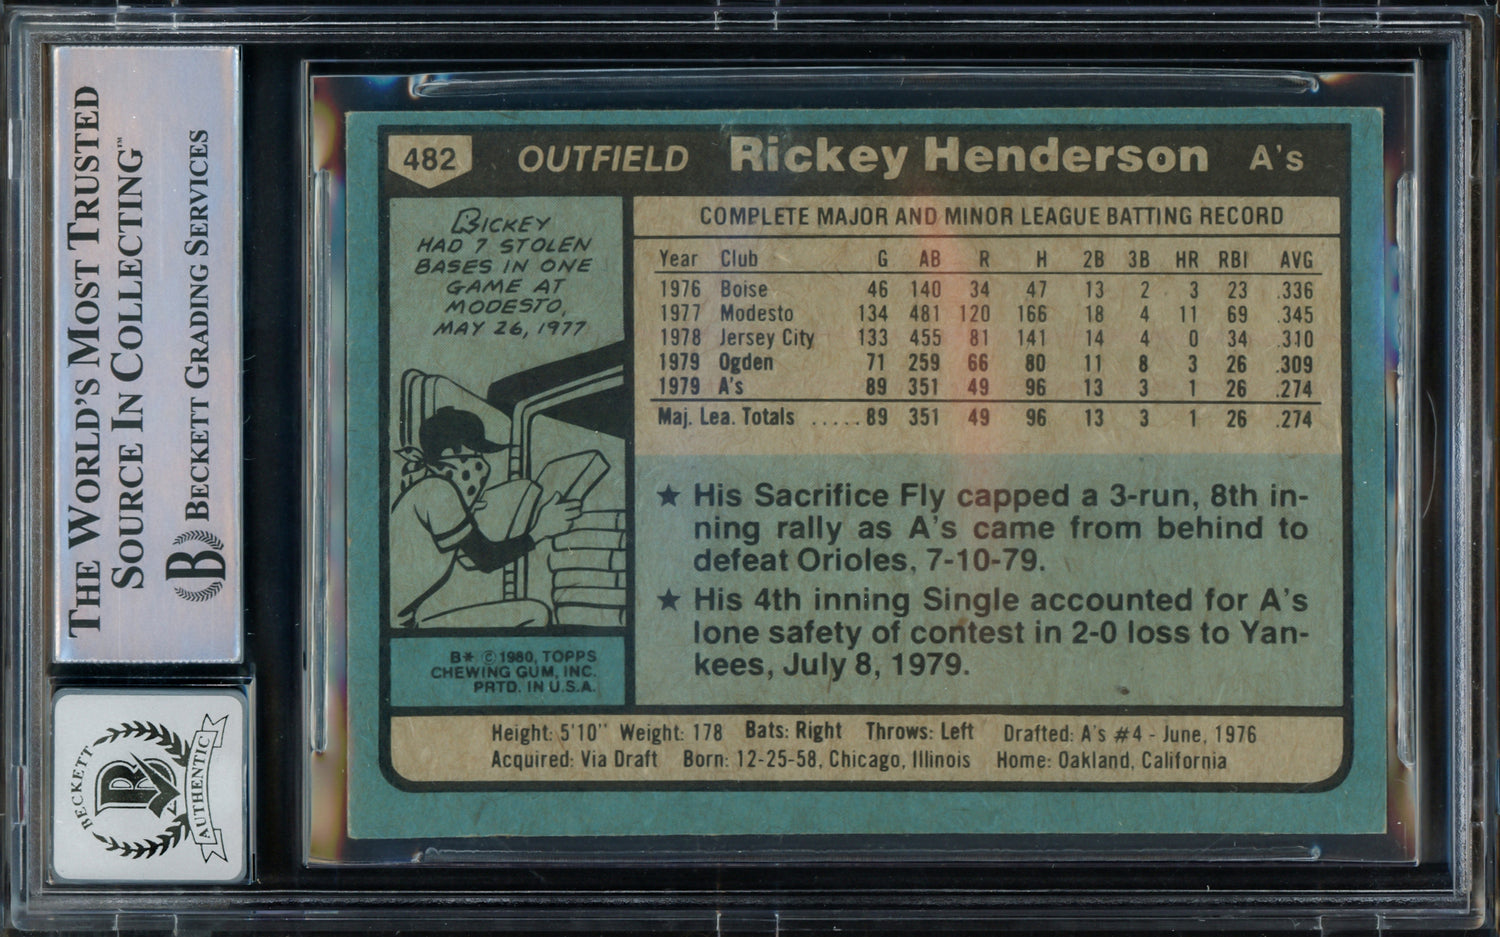 THE WORLD'S MOST TRUSTED
SOURCE IN COLLECTING™
B BECKETT GRADING SERVICES
BECKETT
B
AUTHENTIC
482 OUTFIELD Rickey Henderson A's
RICKEY
HAD 7 STOLEN
BASES IN ONE
GAME AT
MODESTO,
MAY 26, 1977
B* © 1980, TOPPS
CHEWING GUM, INC.
PRTD. IN U.S.A.
COMPLETE MAJOR AND MINOR LEAGUE BATTING RECORD
Year Club G AB R H 2B 3B HR RBI AVG
1976 Boise 46 140 34 47 13 2 3 23 .336
1977 Modesto 134 481 120 166 18 4 11 69 .345
1978 Jersey City 133 455 81 141 14 4 0 34 .310
1979 Ogden 71 259 66 80 11 8 3 26 .309
1979 A's 89 351 49 96 13 3 1 26 .274
Maj. Lea. Totals ..... 89 351 49 96 13 3 1 26 .274
★ His Sacrifice Fly capped a 3-run, 8th in-
ning rally as A's came from behind to
defeat Orioles, 7-10-79.
★ His 4th inning Single accounted for A's
lone safety of contest in 2-0 loss to Yan-
kees, July 8, 1979.
Height: 5'10" Weight: 178 Bats: Right Throws: Left Drafted: A's #4 - June, 1976
Acquired: Via Draft Born: 12-25-58, Chicago, Illinois Home: Oakland, California